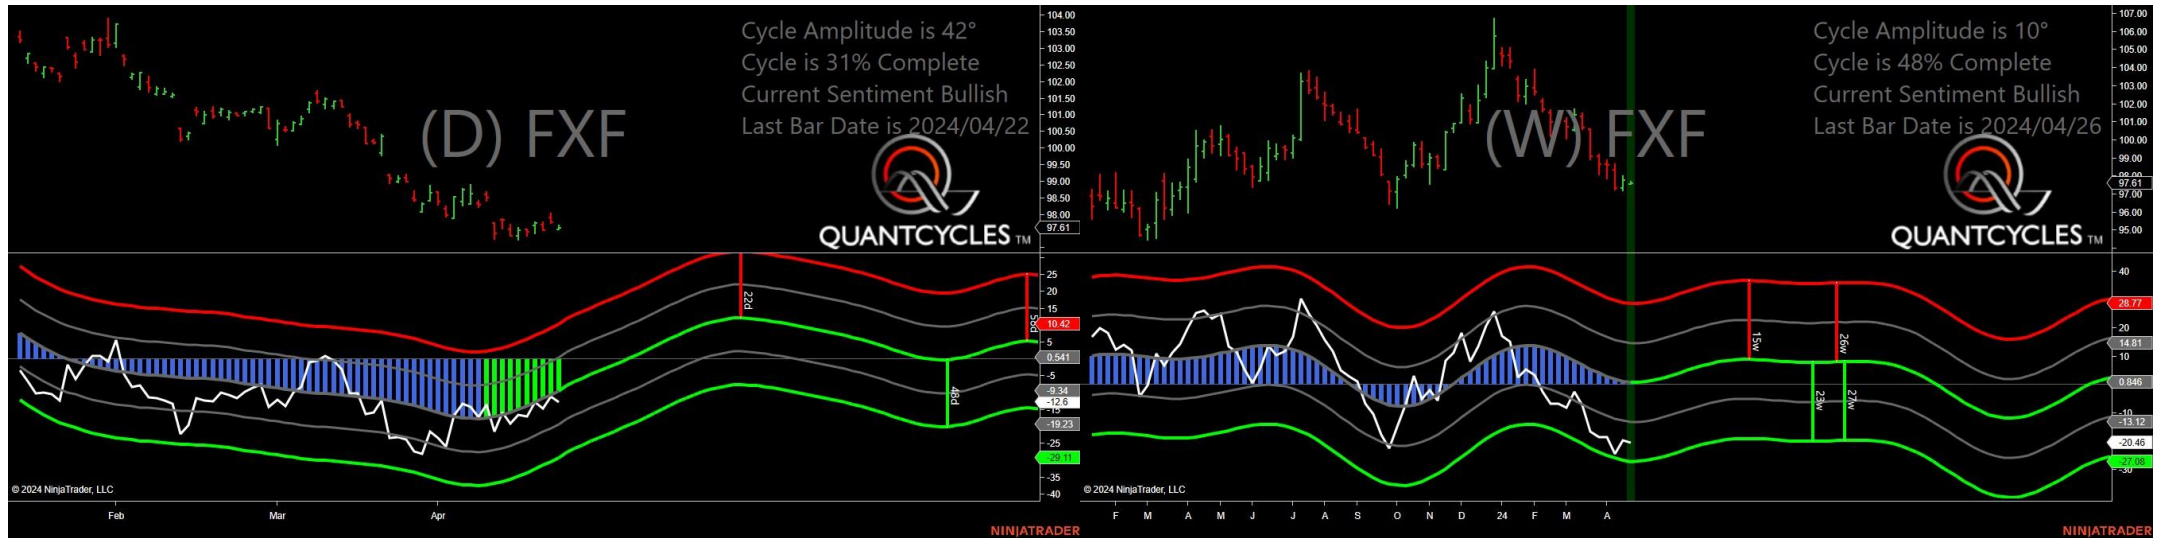 Cycle Amplitude is 42°
Cycle is 31% Complete
Current Sentiment Bullish
Last Bar Date is 2024/04/22
(D) FXF
QUANTCYCLES TM
104.00
103.50
103.00
102.50
102.00
101.50
101.00
100.50
100.00
99.50
99.00
98.50
98.00
97.61
22d
48d
25
20
15
10.42
5
0.541
-5
-9.34
-12.6
-15
-19.23
-25
-29.11
-35
-40
© 2024 NinjaTrader, LLC
Feb Mar Apr
NINJATRADER
Cycle Amplitude is 10°
Cycle is 48% Complete
Current Sentiment Bullish
Last Bar Date is 2024/04/26
(W) FXF
QUANTCYCLES TM
107.00
106.00
105.00
104.00
103.00
102.00
101.00
100.00
99.00
98.00
97.61
97.00
96.00
95.00
15w
26w
23w
27w
40
28.77
20
14.81
10
0.846
-10
-13.12
-20.46
-27.08
-30
© 2024 NinjaTrader, LLC
F M A M J J A S O N D 24 F M A
NINJATRADER